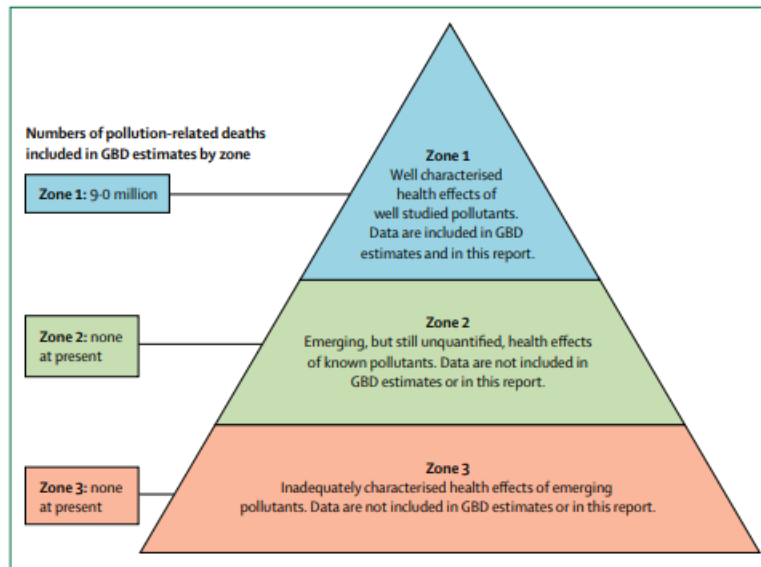 Numbers of pollution-related deaths
included in GBD estimates by zone
Zone 1: 9·0 million
Zone 1
Well characterised
health effects of
well studied pollutants.
Data are included in GBD
estimates and in this report.
Zone 2: none
at present
Zone 2
Emerging, but still unquantified, health effects
of known pollutants. Data are not included in
GBD estimates or in this report.
Zone 3: none
at present
Zone 3
Inadequately characterised health effects of emerging
pollutants. Data are not included in GBD estimates or in this report.